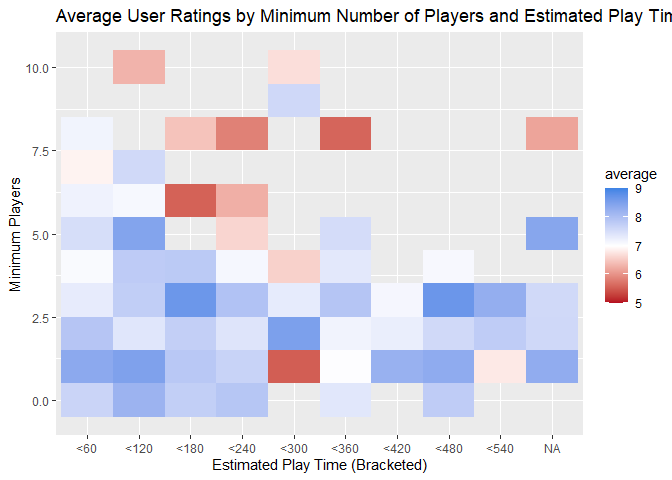 Average User Ratings by Minimum Number of Players and Estimated Play Tim
10.0
7.5
5.0
2.5
0.0
Minimum Players
<60 <120 <180 <240 <300 <360 <420 <480 <540 NA
Estimated Play Time (Bracketed)
average
9
8
7
6
5